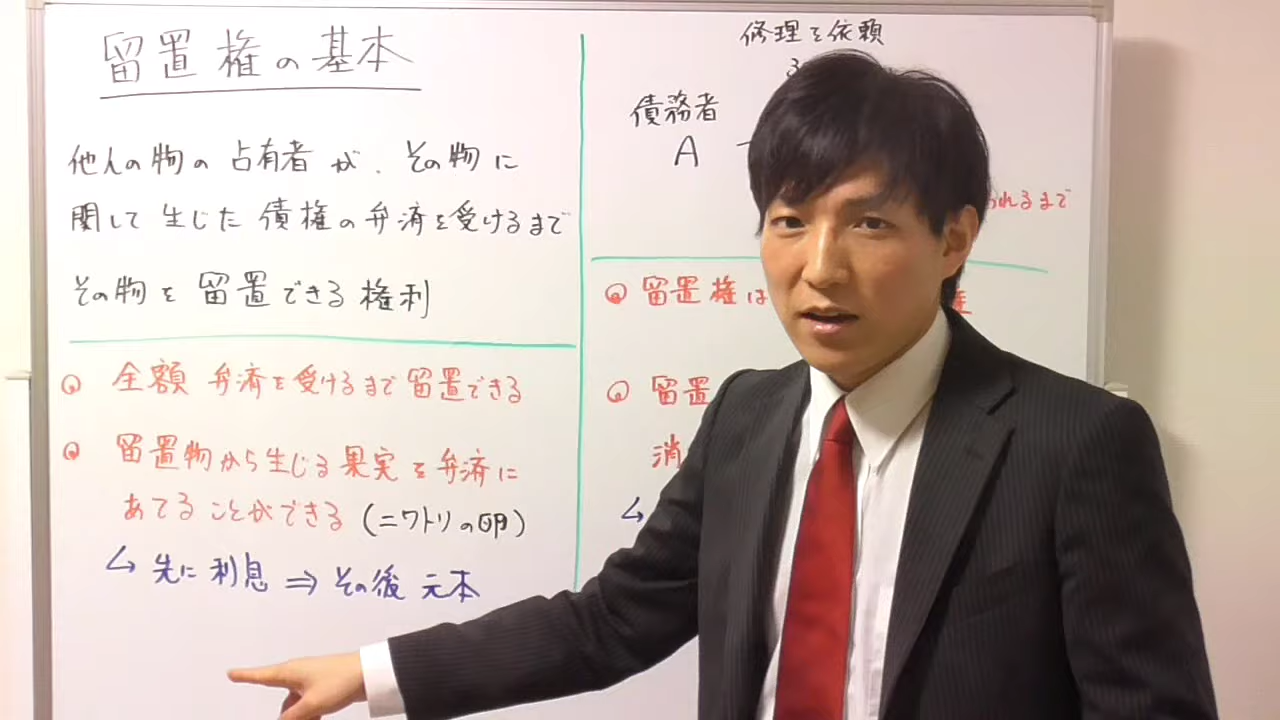 留置権の基本
他人の物の占有者が、その物に
関して生じた債権の弁済を受けるまで
その物を留置できる権利
全額弁済を受けるまで留置できる
留置物から生じる果実を弁済に
あてることができる(ニワトリの卵)
↳ 先に利息 ⇒ その後 元本
修理を依頼
債務者
A
れるまで
留置権は
権
留置
消
↳